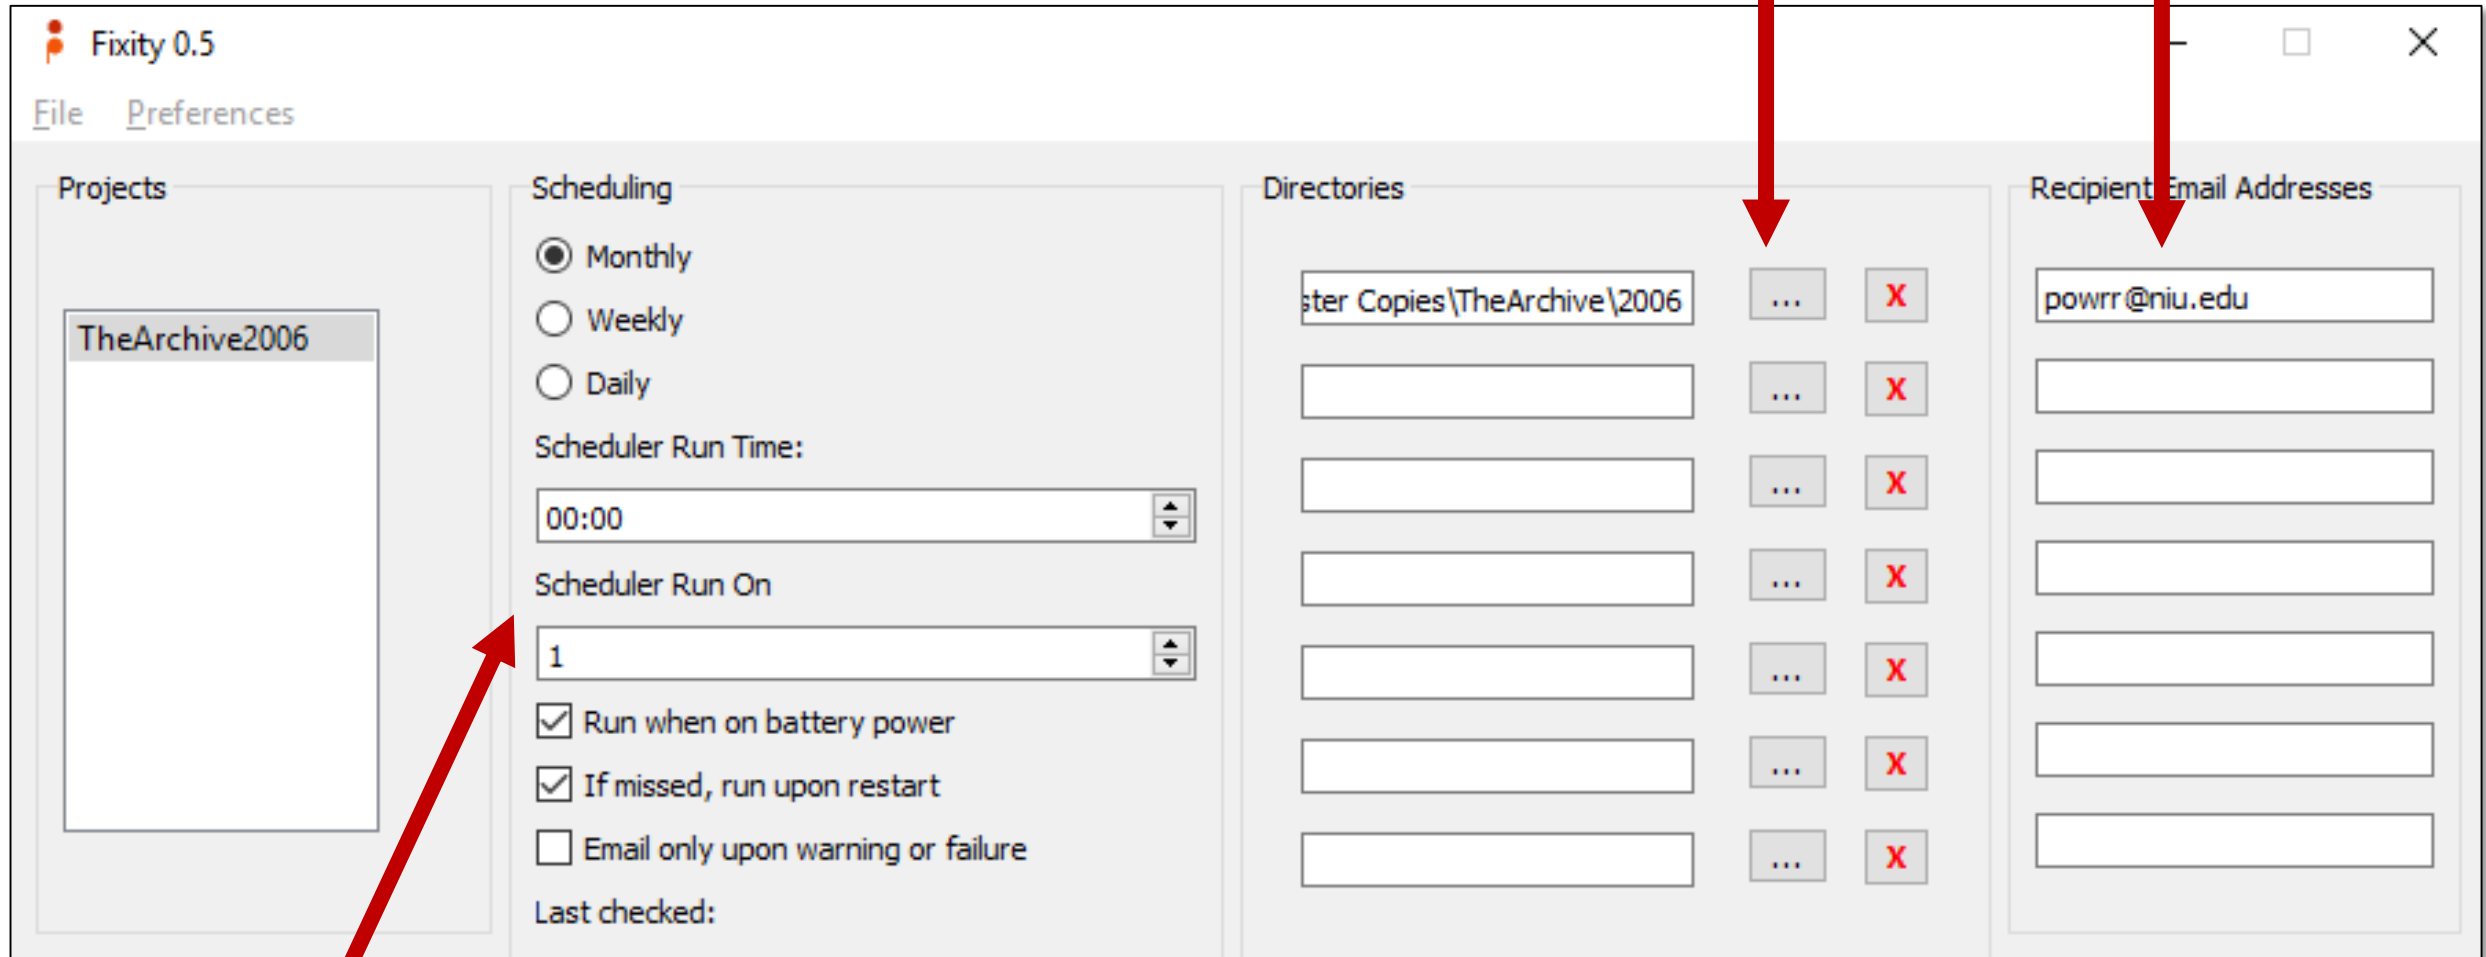 Fixity 0.5
File Preferences
Projects
TheArchive2006
Scheduling
Monthly
Weekly
Daily
Scheduler Run Time:
00:00
Scheduler Run On
1
Run when on battery power
If missed, run upon restart
Email only upon warning or failure
Last checked:
Directories
ster Copies\TheArchive\2006 ... X
... X
... X
... X
... X
... X
... X
Recipient Email Addresses
powrr@niu.edu